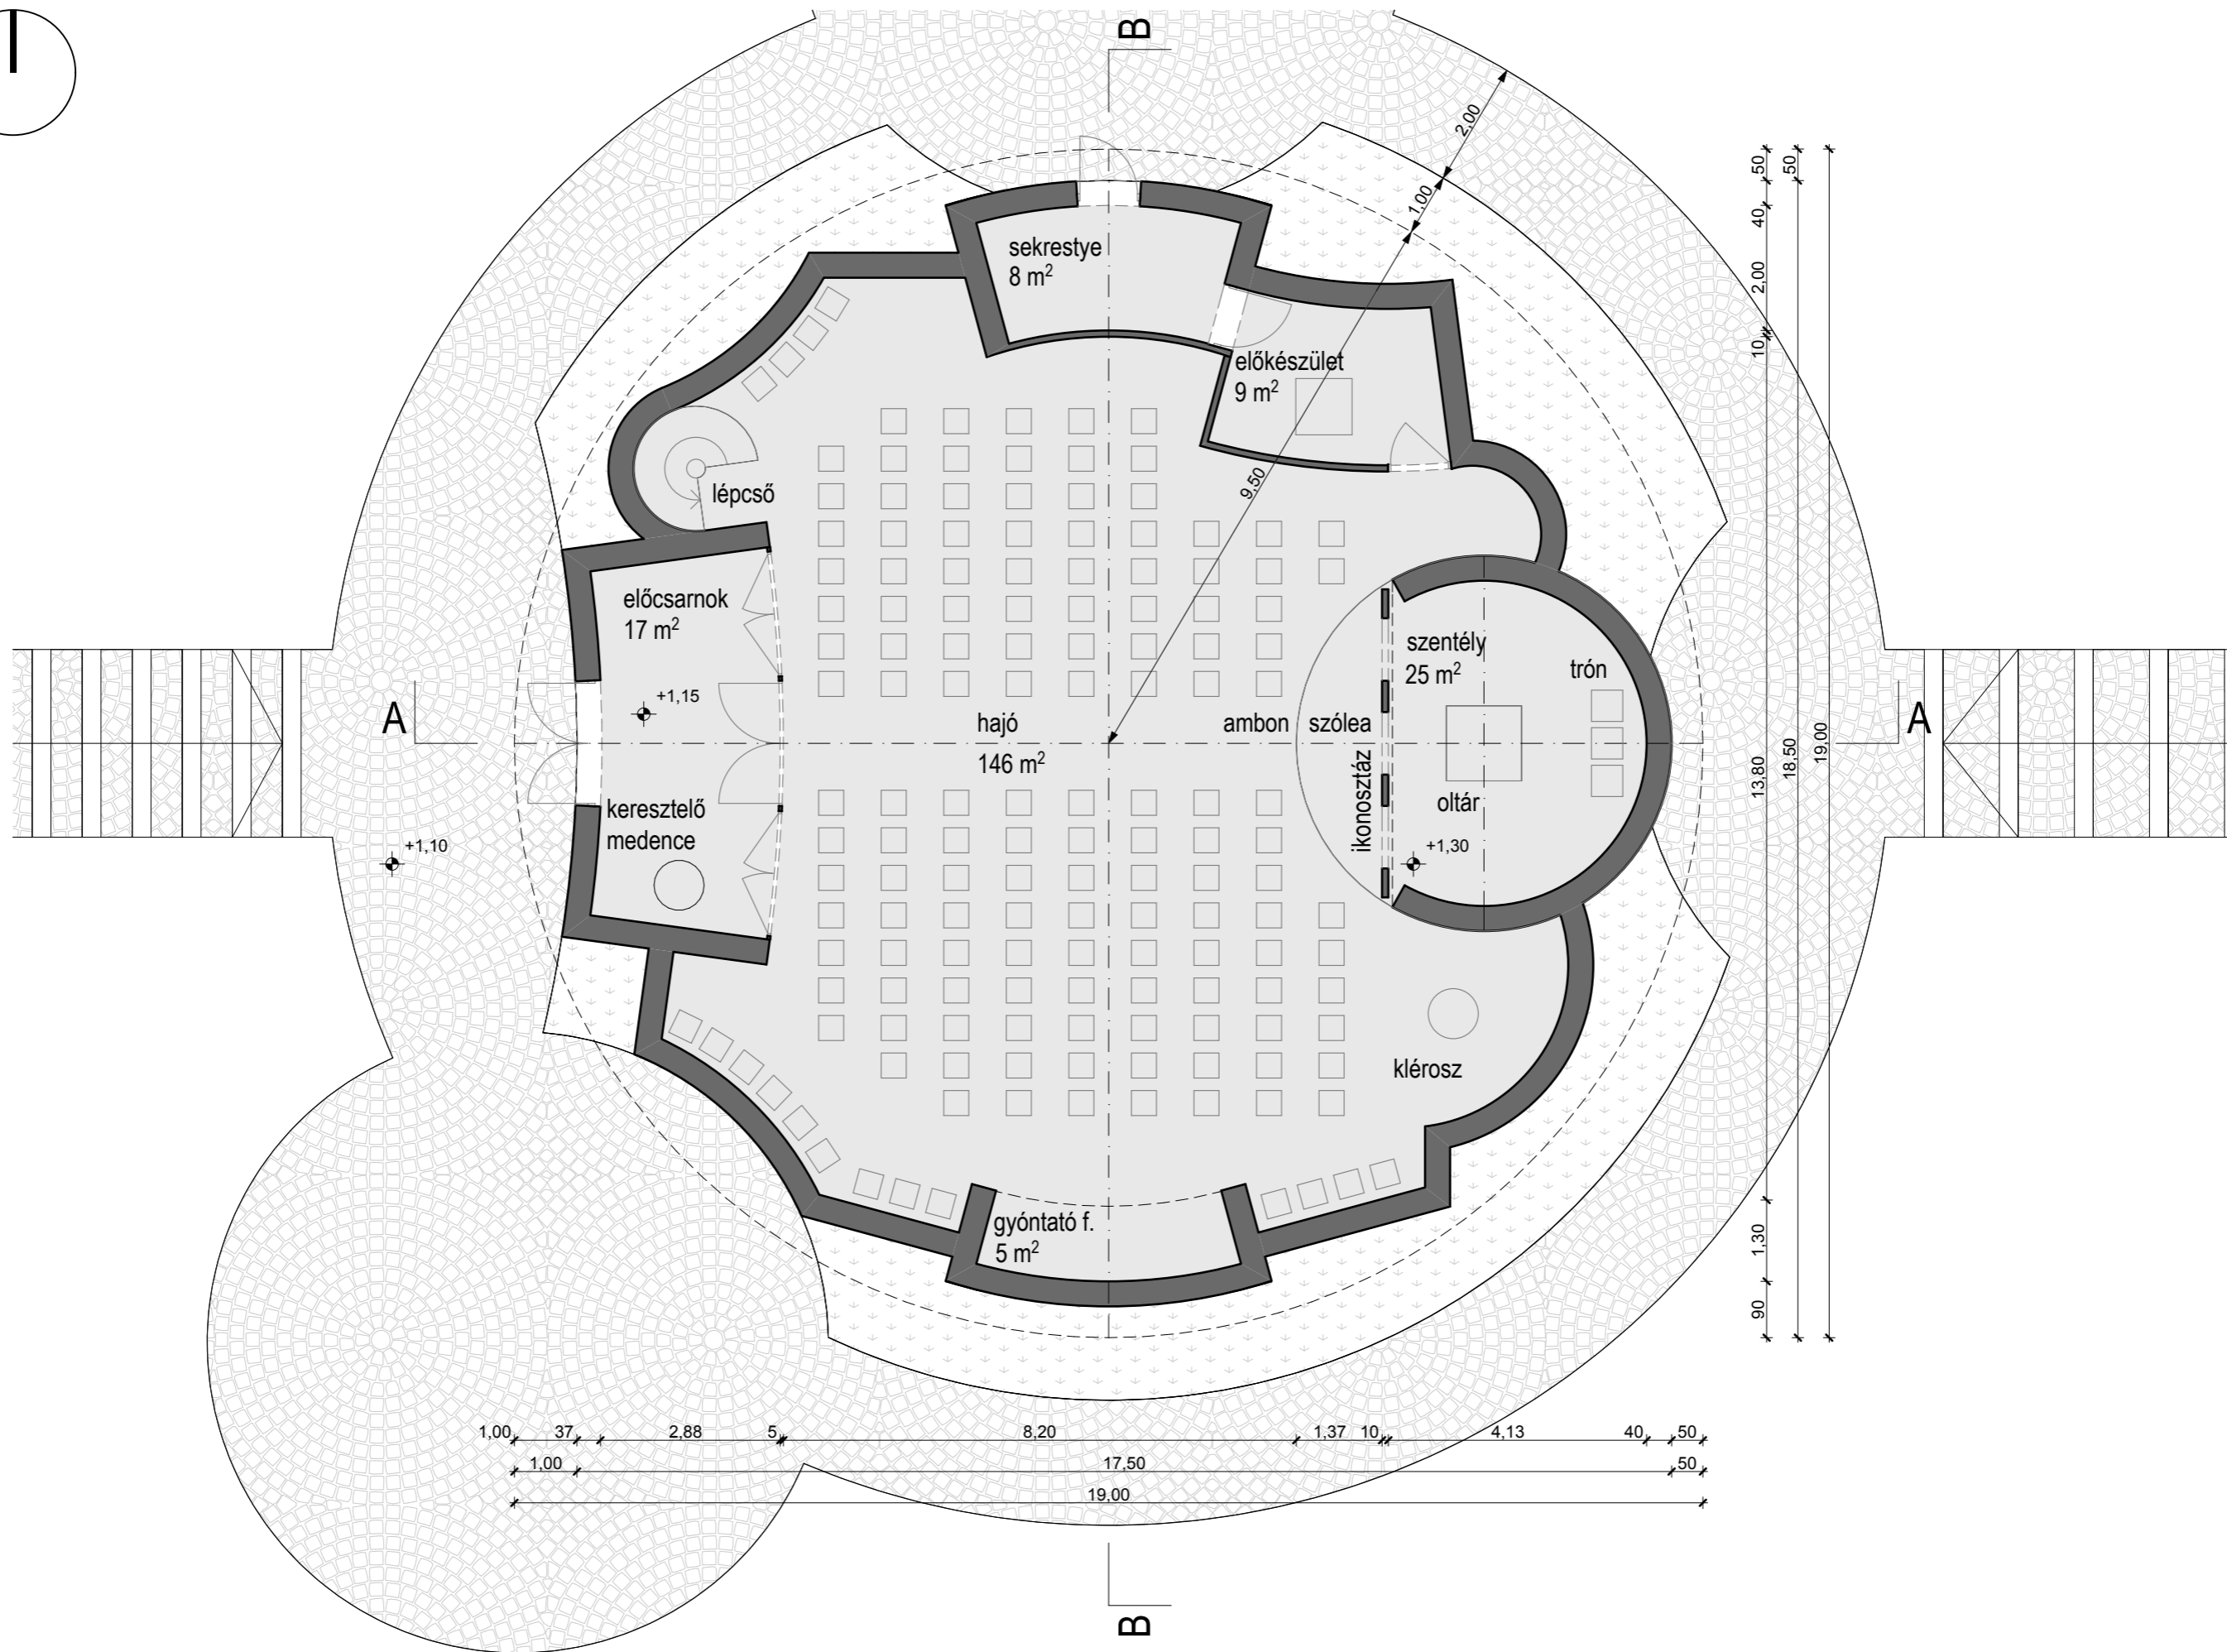 B
2,00
1,00
9,50
sekrestye
8 m²
előkészület
9 m²
lépcső
előcsarnok
17 m²
+1,15
A
+1,10
keresztelő
medence
hajó
146 m²
ambon
szólea
ikonosztáz
szentély
25 m²
trón
oltár
+1,30
A
klérosz
gyóntató f.
5 m²
50
40
2,00
10
13,80
1,30
90
50
18,50
19,00
1,00
37
2,88
5
8,20
1,37
10
4,13
40
50
1,00
17,50
50
19,00
B